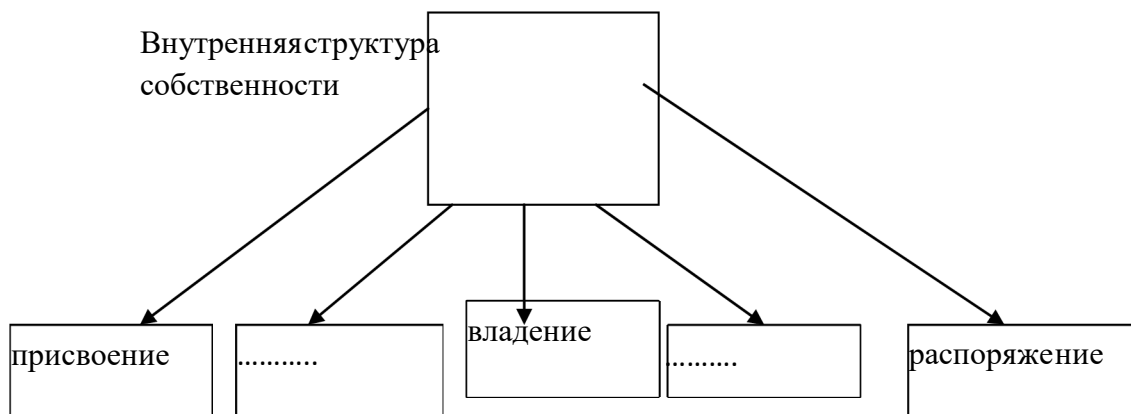 Внутренняяструктура
собственности
присвоение
...........
владение
..........
распоряжение